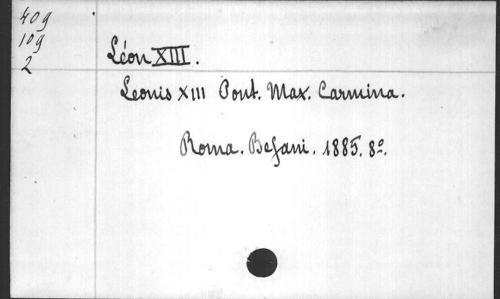 409
109
2
Léon XIII.
Leonis XIII Pont. Max. Carmina.
Roma. Befani. 1885. 8º.